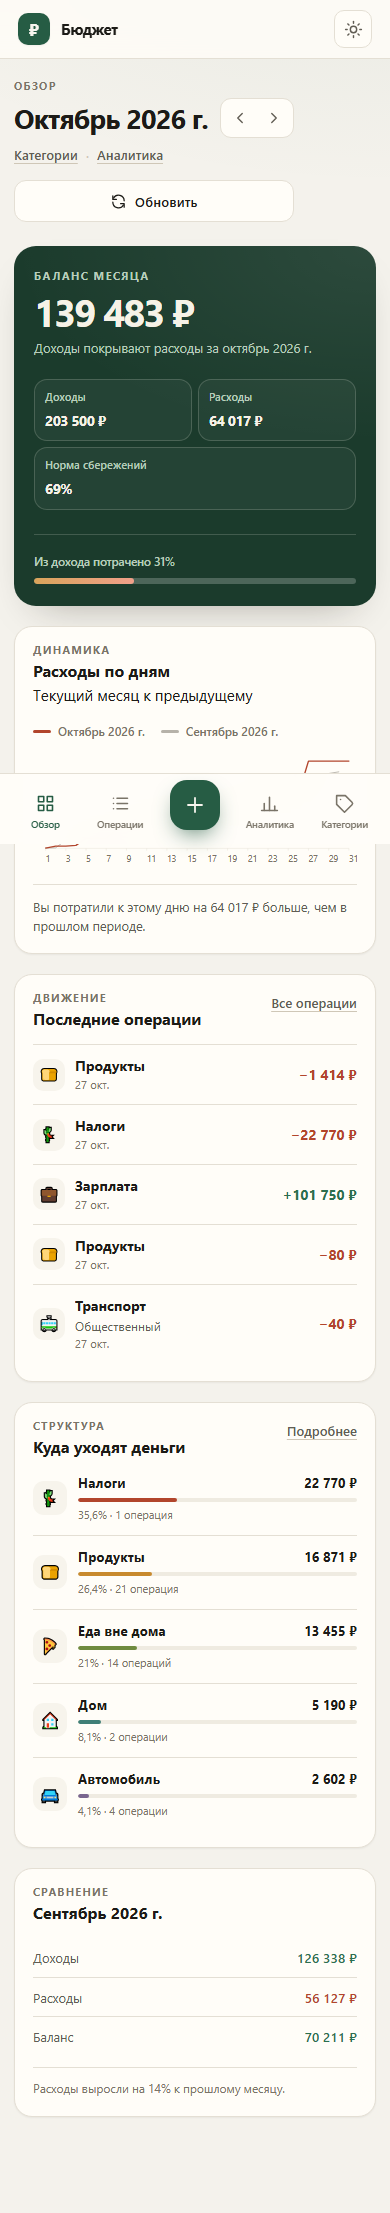 ₽ Бюджет
ОБЗОР
Октябрь 2026 г.
Категории · Аналитика
Обновить
БАЛАНС МЕСЯЦА
139 483 ₽
Доходы покрывают расходы за октябрь 2026 г.
Доходы
203 500 ₽
Расходы
64 017 ₽
Норма сбережений
69%
Из дохода потрачено 31%
ДИНАМИКА
Расходы по дням
Текущий месяц к предыдущему
Октябрь 2026 г. Сентябрь 2026 г.
Обзор Операции Аналитика Категории
1 3 5 7 9 11 13 15 17 19 21 23 25 27 29 31
Вы потратили к этому дню на 64 017 ₽ больше, чем в
прошлом периоде.
ДВИЖЕНИЕ
Последние операции
Все операции
Продукты
27 окт.
−1 414 ₽
Налоги
27 окт.
−22 770 ₽
Зарплата
27 окт.
+101 750 ₽
Продукты
27 окт.
−80 ₽
Транспорт
Общественный
27 окт.
−40 ₽
СТРУКТУРА
Куда уходят деньги
Подробнее
Налоги 22 770 ₽
35,6% · 1 операция
Продукты 16 871 ₽
26,4% · 21 операция
Еда вне дома 13 455 ₽
21% · 14 операций
Дом 5 190 ₽
8,1% · 2 операции
Автомобиль 2 602 ₽
4,1% · 4 операции
СРАВНЕНИЕ
Сентябрь 2026 г.
Доходы 126 338 ₽
Расходы 56 127 ₽
Баланс 70 211 ₽
Расходы выросли на 14% к прошлому месяцу.